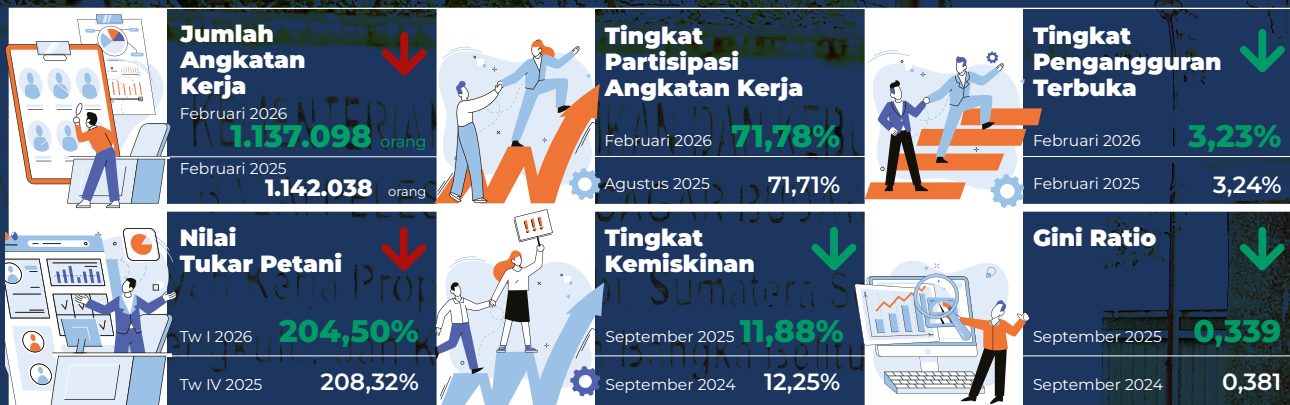 Jumlah
Angkatan
Kerja
Februari 2026
1.137.098 orang
Februari 2025
1.142.038 orang
Tingkat
Partisipasi
Angkatan Kerja
Februari 2026 71,78%
Agustus 2025 71,71%
Tingkat
Pengangguran
Terbuka
Februari 2026 3,23%
Februari 2025 3,24%
Nilai
Tukar Petani
Tw I 2026 204,50%
Tw IV 2025 208,32%
!!!
Tingkat
Kemiskinan
September 2025 11,88%
September 2024 12,25%
Gini Ratio
September 2025 0,339
September 2024 0,381